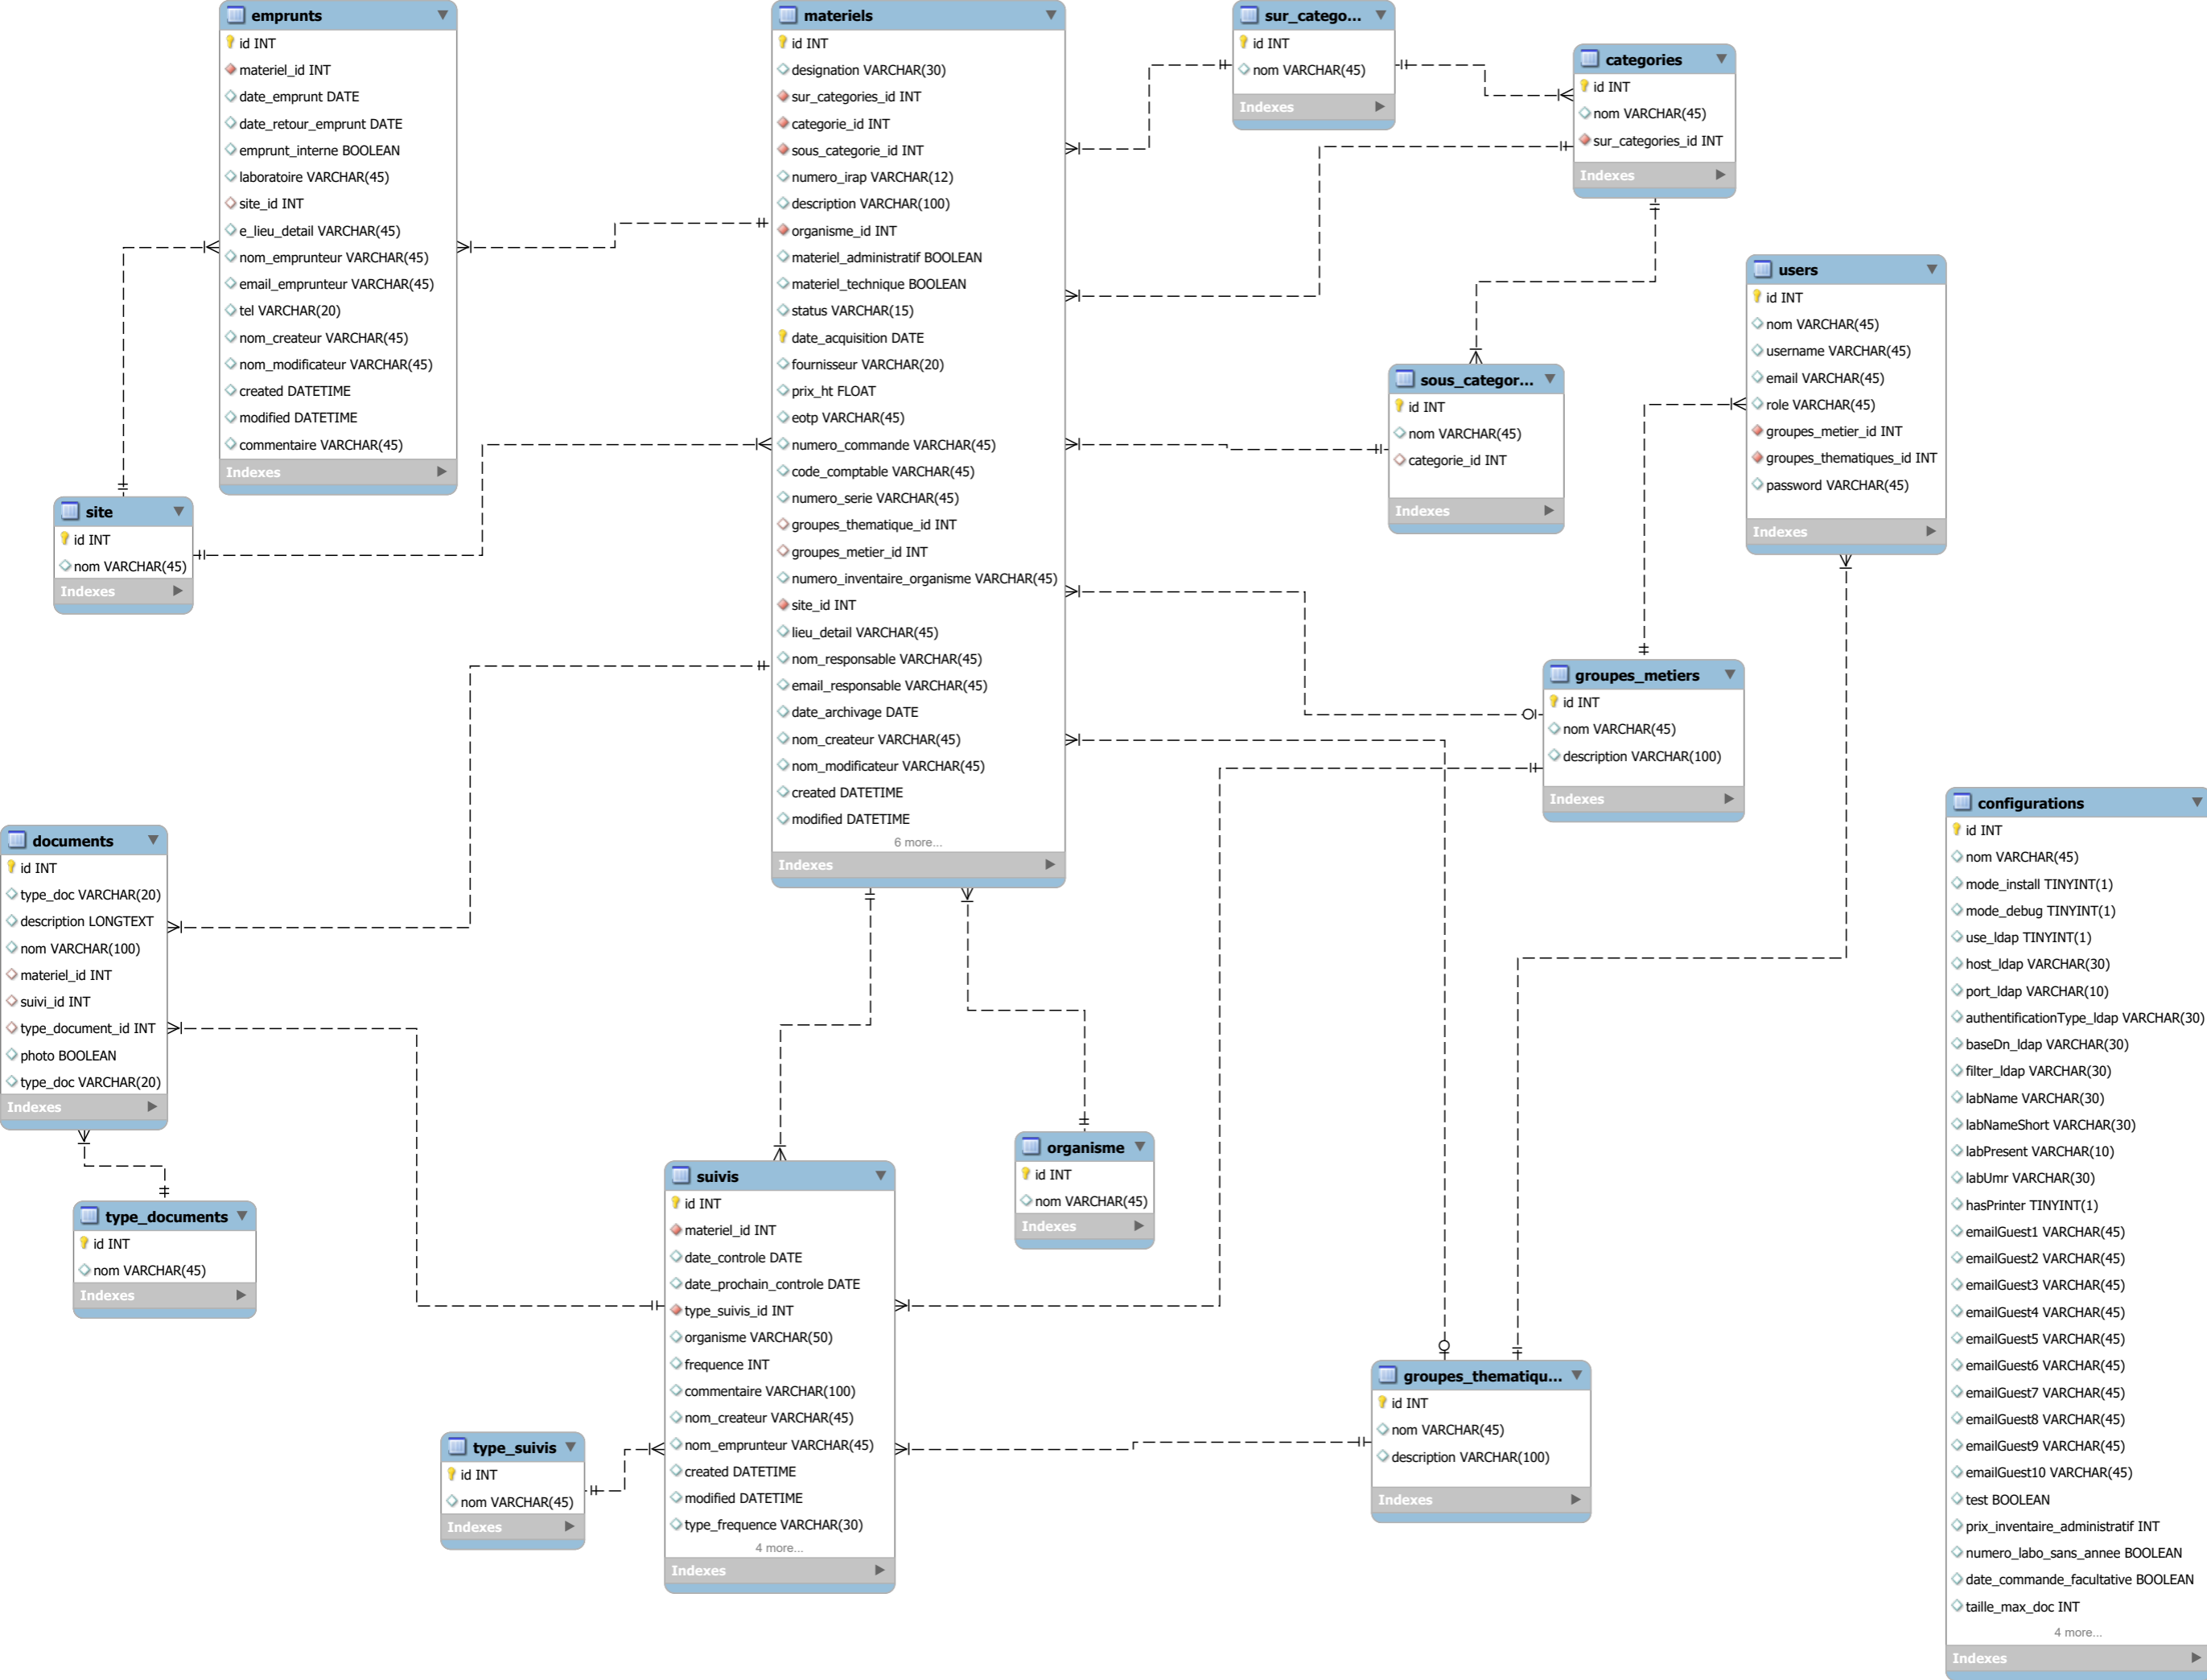 emprunts
id INT
materiel_id INT
date_emprunt DATE
date_retour_emprunt DATE
emprunt_interne BOOLEAN
laboratoire VARCHAR(45)
site_id INT
e_lieu_detail VARCHAR(45)
nom_emprunteur VARCHAR(45)
email_emprunteur VARCHAR(45)
tel VARCHAR(20)
nom_createur VARCHAR(45)
nom_modificateur VARCHAR(45)
created DATETIME
modified DATETIME
commentaire VARCHAR(45)
Indexes
materiels
id INT
designation VARCHAR(30)
sur_categories_id INT
categorie_id INT
sous_categorie_id INT
numero_irap VARCHAR(12)
description VARCHAR(100)
organisme_id INT
materiel_administratif BOOLEAN
materiel_technique BOOLEAN
status VARCHAR(15)
date_acquisition DATE
fournisseur VARCHAR(20)
prix_ht FLOAT
eotp VARCHAR(45)
numero_commande VARCHAR(45)
code_comptable VARCHAR(45)
numero_serie VARCHAR(45)
groupes_thematique_id INT
groupes_metier_id INT
numero_inventaire_organisme VARCHAR(45)
site_id INT
lieu_detail VARCHAR(45)
nom_responsable VARCHAR(45)
email_responsable VARCHAR(45)
date_archivage DATE
nom_createur VARCHAR(45)
nom_modificateur VARCHAR(45)
created DATETIME
modified DATETIME
6 more...
Indexes
sur_catego...
id INT
nom VARCHAR(45)
Indexes
categories
id INT
nom VARCHAR(45)
sur_categories_id INT
Indexes
users
id INT
nom VARCHAR(45)
username VARCHAR(45)
email VARCHAR(45)
role VARCHAR(45)
groupes_metier_id INT
groupes_thematiques_id INT
password VARCHAR(45)
Indexes
sous_categor...
id INT
nom VARCHAR(45)
categorie_id INT
Indexes
site
id INT
nom VARCHAR(45)
Indexes
groupes_metiers
id INT
nom VARCHAR(45)
description VARCHAR(100)
Indexes
configurations
id INT
nom VARCHAR(45)
mode_install TINYINT(1)
mode_debug TINYINT(1)
use_ldap TINYINT(1)
host_ldap VARCHAR(30)
port_ldap VARCHAR(10)
authentificationType_ldap VARCHAR(30)
baseDn_ldap VARCHAR(30)
filter_ldap VARCHAR(30)
labName VARCHAR(30)
labNameShort VARCHAR(30)
labPresent VARCHAR(10)
labUmr VARCHAR(30)
hasPrinter TINYINT(1)
emailGuest1 VARCHAR(45)
emailGuest2 VARCHAR(45)
emailGuest3 VARCHAR(45)
emailGuest4 VARCHAR(45)
emailGuest5 VARCHAR(45)
emailGuest6 VARCHAR(45)
emailGuest7 VARCHAR(45)
emailGuest8 VARCHAR(45)
emailGuest9 VARCHAR(45)
emailGuest10 VARCHAR(45)
test BOOLEAN
prix_inventaire_administratif INT
numero_labo_sans_annee BOOLEAN
date_commande_facultative BOOLEAN
taille_max_doc INT
4 more...
Indexes
documents
id INT
type_doc VARCHAR(20)
description LONGTEXT
nom VARCHAR(100)
materiel_id INT
suivi_id INT
type_document_id INT
photo BOOLEAN
type_doc VARCHAR(20)
Indexes
type_documents
id INT
nom VARCHAR(45)
Indexes
organisme
id INT
nom VARCHAR(45)
Indexes
suivis
id INT
materiel_id INT
date_controle DATE
date_prochain_controle DATE
type_suivis_id INT
organisme VARCHAR(50)
frequence INT
commentaire VARCHAR(100)
nom_createur VARCHAR(45)
nom_emprunteur VARCHAR(45)
created DATETIME
modified DATETIME
type_frequence VARCHAR(30)
4 more...
Indexes
groupes_thematiqu...
id INT
nom VARCHAR(45)
description VARCHAR(100)
Indexes
type_suivis
id INT
nom VARCHAR(45)
Indexes